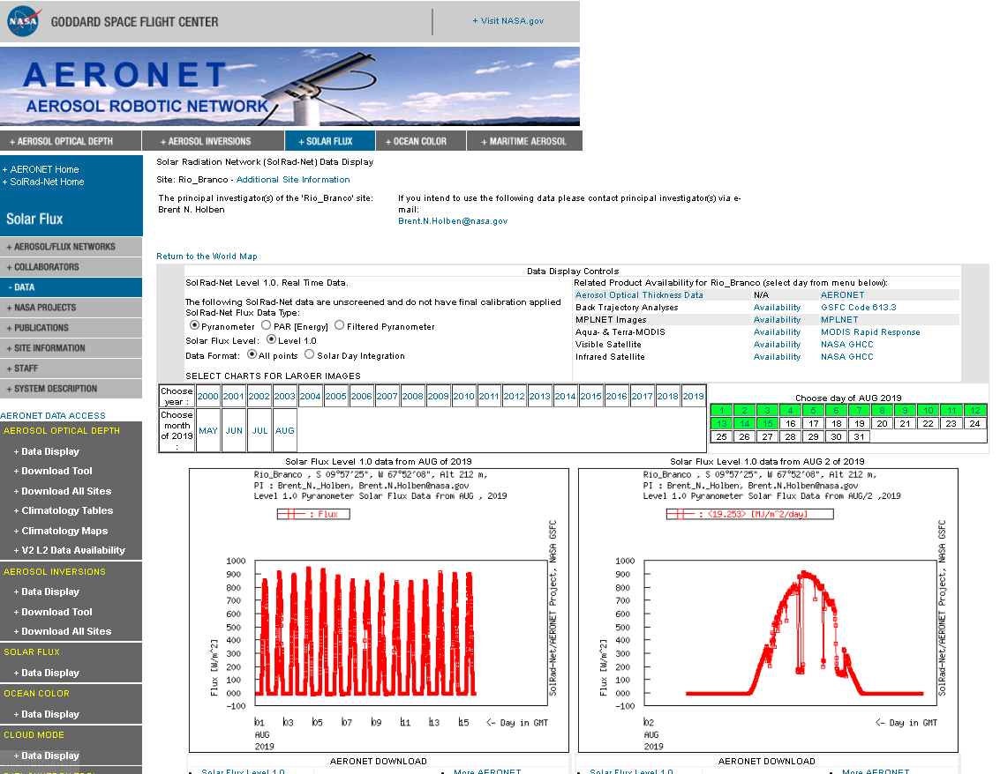 NASA GODDARD SPACE FLIGHT CENTER
+ Visit NASA.gov
AERONET
AEROSOL ROBOTIC NETWORK
+ AEROSOL OPTICAL DEPTH + AEROSOL INVERSIONS + SOLAR FLUX + OCEAN COLOR + MARITIME AEROSOL
+ AERONET Home
+ SolRad-Net Home
Solar Flux
+ AEROSOL/FLUX NETWORKS
+ COLLABORATORS
- DATA
+ NASA PROJECTS
+ PUBLICATIONS
+ SITE INFORMATION
+ STAFF
+ SYSTEM DESCRIPTION
AERONET DATA ACCESS
AEROSOL OPTICAL DEPTH
+ Data Display
+ Download Tool
+ Download All Sites
+ Climatology Tables
+ Climatology Maps
+ V2 L2 Data Availability
AEROSOL INVERSIONS
+ Data Display
+ Download Tool
+ Download All Sites
SOLAR FLUX
+ Data Display
OCEAN COLOR
+ Data Display
CLOUD MODE
+ Data Display
Solar Radiation Network (SolRad-Net) Data Display
Site: Rio_Branco - Additional Site Information
The principal investigator(s) of the 'Rio_Branco' site:
Brent N. Holben
If you intend to use the following data please contact principal investigator(s) via e-
mail:
Brent.N.Holben@nasa.gov
Return to the World Map
Data Display Controls
SolRad-Net Level 1.0. Real Time Data.
The following SolRad-Net data are unscreened and do not have final calibration applied
SolRad-Net Flux Data Type:
Pyranometer PAR [Energy] Filtered Pyranometer
Solar Flux Level: Level 1.0
Data Format: All points Solar Day Integration
SELECT CHARTS FOR LARGER IMAGES
Related Product Availability for Rio_Branco (select day from menu below):
Aerosol Optical Thickness Data N/A AERONET
Back Trajectory Analyses Availability GSFC Code 613.3
MPLNET Images Availability MPLNET
Aqua- & Terra-MODIS Availability MODIS Rapid Response
Visible Satellite Availability NASA GHCC
Infrared Satellite Availability NASA GHCC
Choose
year :
2000 2001 2002 2003 2004 2005 2006 2007 2008 2009 2010 2011 2012 2013 2014 2015 2016 2017 2018 2019
Choose
month
of 2019
:
MAY JUN JUL AUG
Choose day of AUG 2019
1 2 3 4 5 6 7 8 9 10 11 12
13 14 15 16 17 18 19 20 21 22 23 24
25 26 27 28 29 30 31
Solar Flux Level 1.0 data from AUG of 2019
Rio_Branco , S 09°57'25", W 67°52'08", Alt 212 m,
PI : Brent_N._Holben, Brent.N.Holben@nasa.gov
Level 1.0 Pyranometer Solar Flux Data from AUG , 2019
: Flux
1000
900
800
700
600
500
400
300
200
100
000
-100
Flux [W/m^2]
SolRad-Net/AERONET Project, NASA GSFC
01 03 05 07 09 11 13 15 <- Day in GMT
AUG
2019
Solar Flux Level 1.0 data from AUG 2 of 2019
Rio_Branco , S 09°57'25", W 67°52'08", Alt 212 m,
PI : Brent_N._Holben, Brent.N.Holben@nasa.gov
Level 1.0 Pyranometer Solar Flux Data from AUG/2 ,2019
: <19.253> [MJ/m^2/day]
1000
900
800
700
600
500
400
300
200
100
000
-100
Flux [W/m^2]
SolRad-Net/AERONET Project, NASA GSFC
02 <- Day in GMT
AUG
2019
AERONET DOWNLOAD
AERONET DOWNLOAD
Solar Flux Level 1.0
More AERONET
Solar Flux Level 1.0
More AERONET